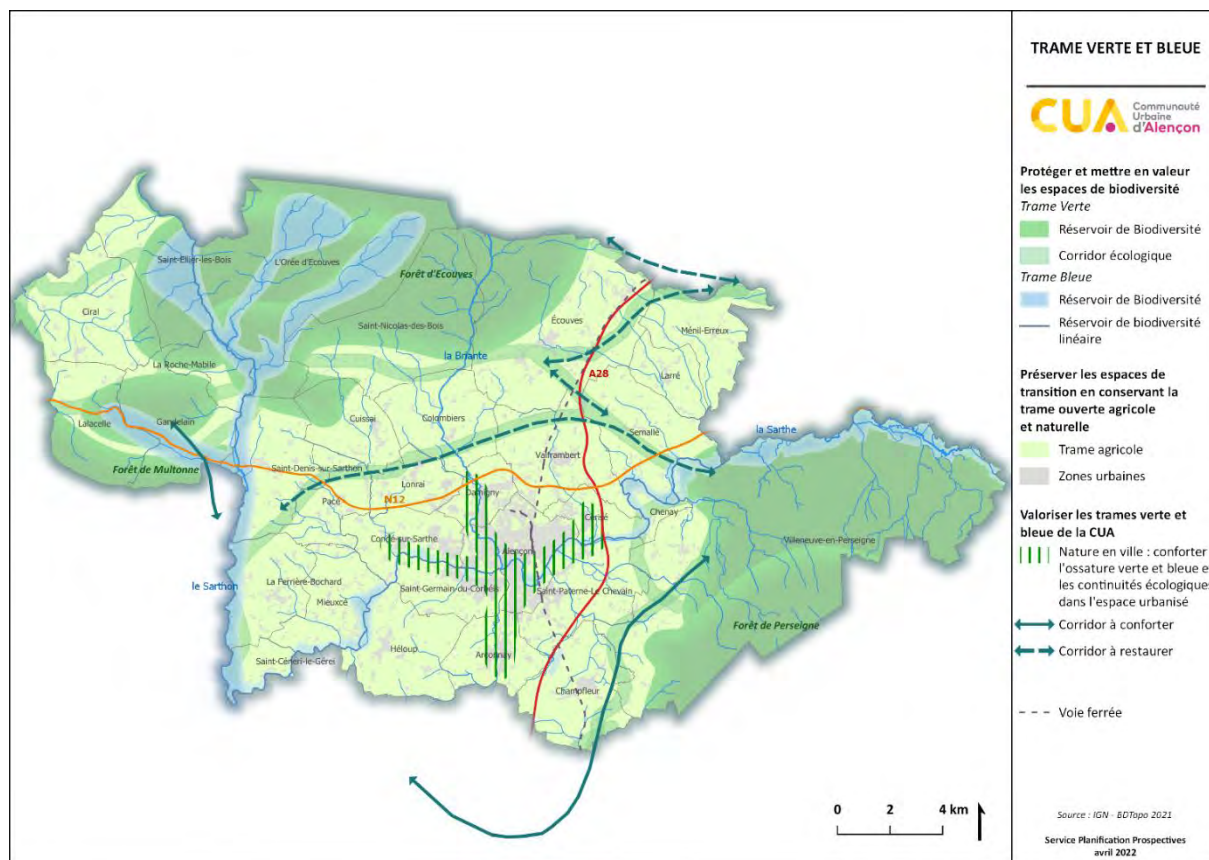 TRAME VERTE ET BLEUE
CUA Communauté
Urbaine
d'Alençon
Protéger et mettre en valeur
les espaces de biodiversité
Trame Verte
Réservoir de Biodiversité
Corridor écologique
Trame Bleue
Réservoir de Biodiversité
Réservoir de biodiversité
linéaire
Préserver les espaces de
transition en conservant la
trame ouverte agricole
et naturelle
Trame agricole
Zones urbaines
Valoriser les trames verte et
bleue de la CUA
Nature en ville : conforter
l'ossature verte et bleue e
les continuités écologique
dans l'espace urbanisé
Corridor à conforter
Corridor à restaurer
Voie ferrée
Source : IGN - BDTopo 2021
Service Planification Prospectives
avril 2022
Saint-Ellier-les-Bois
L'Orée d'Ecouves
Forêt d'Ecouves
Ciral
Saint-Nicolas-des-Bois
Écouves
Ménil-Erreux
La Roche-Mabile
la Briante
A28
Larré
Lalacelle
Gandelain
Cuissai
Colombiers
Semallé
la Sarthe
Forêt de Multonne
Saint-Denis-sur-Sarthon
Valframbert
Lonrai
Damigny
Pacé
N12
Cerisé
Chenay
Condé-sur-Sarthe
Alençon
Villeneuve-en-Perseigne
le Sarthon
La Ferrière-Bochard
Saint-Germain-du-Corbéis
Saint-Paterne-Le Chevain
Mieuxcé
Forêt de Perseigne
Héloup
Arçonnay
Saint-Céneri-le-Gérei
Champfleur
0 2 4 km